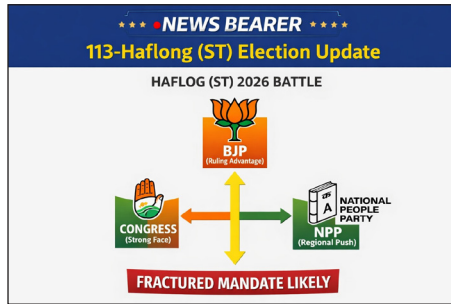 NEWS BEARER
113-Haflong (ST) Election Update
HAFLOG (ST) 2026 BATTLE
BJP
(Ruling Advantage)
CONGRESS
(Strong Face)
A
NATIONAL
PEOPLE
PARTY
NPP
(Regional Push)
FRACTURED MANDATE LIKELY